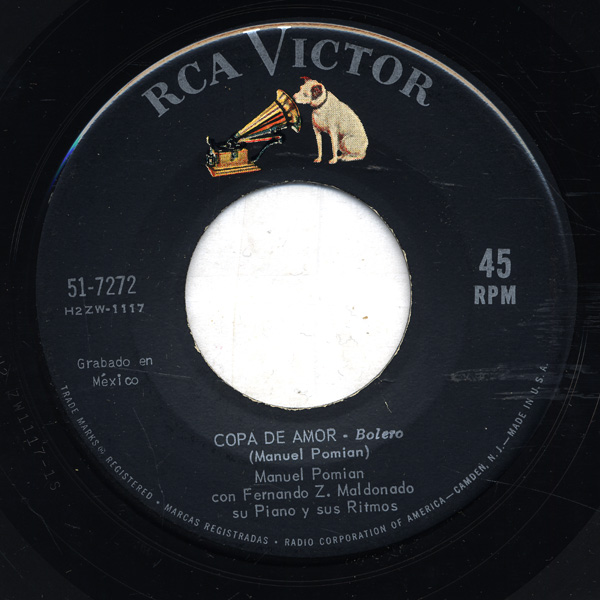 RCA VICTOR
51-7272
H2ZW-1117
45
RPM
Grabado en
México
COPA DE AMOR - Bolero
(Manuel Pomian)
Manuel Pomian
con Fernando Z. Maldonado
su Piano y sus Ritmos
TRADE MARKS ® REGISTERED • MARCAS REGISTRADAS • RADIO CORPORATION OF AMERICA—CAMDEN, N. J.—MADE IN U.S.A.